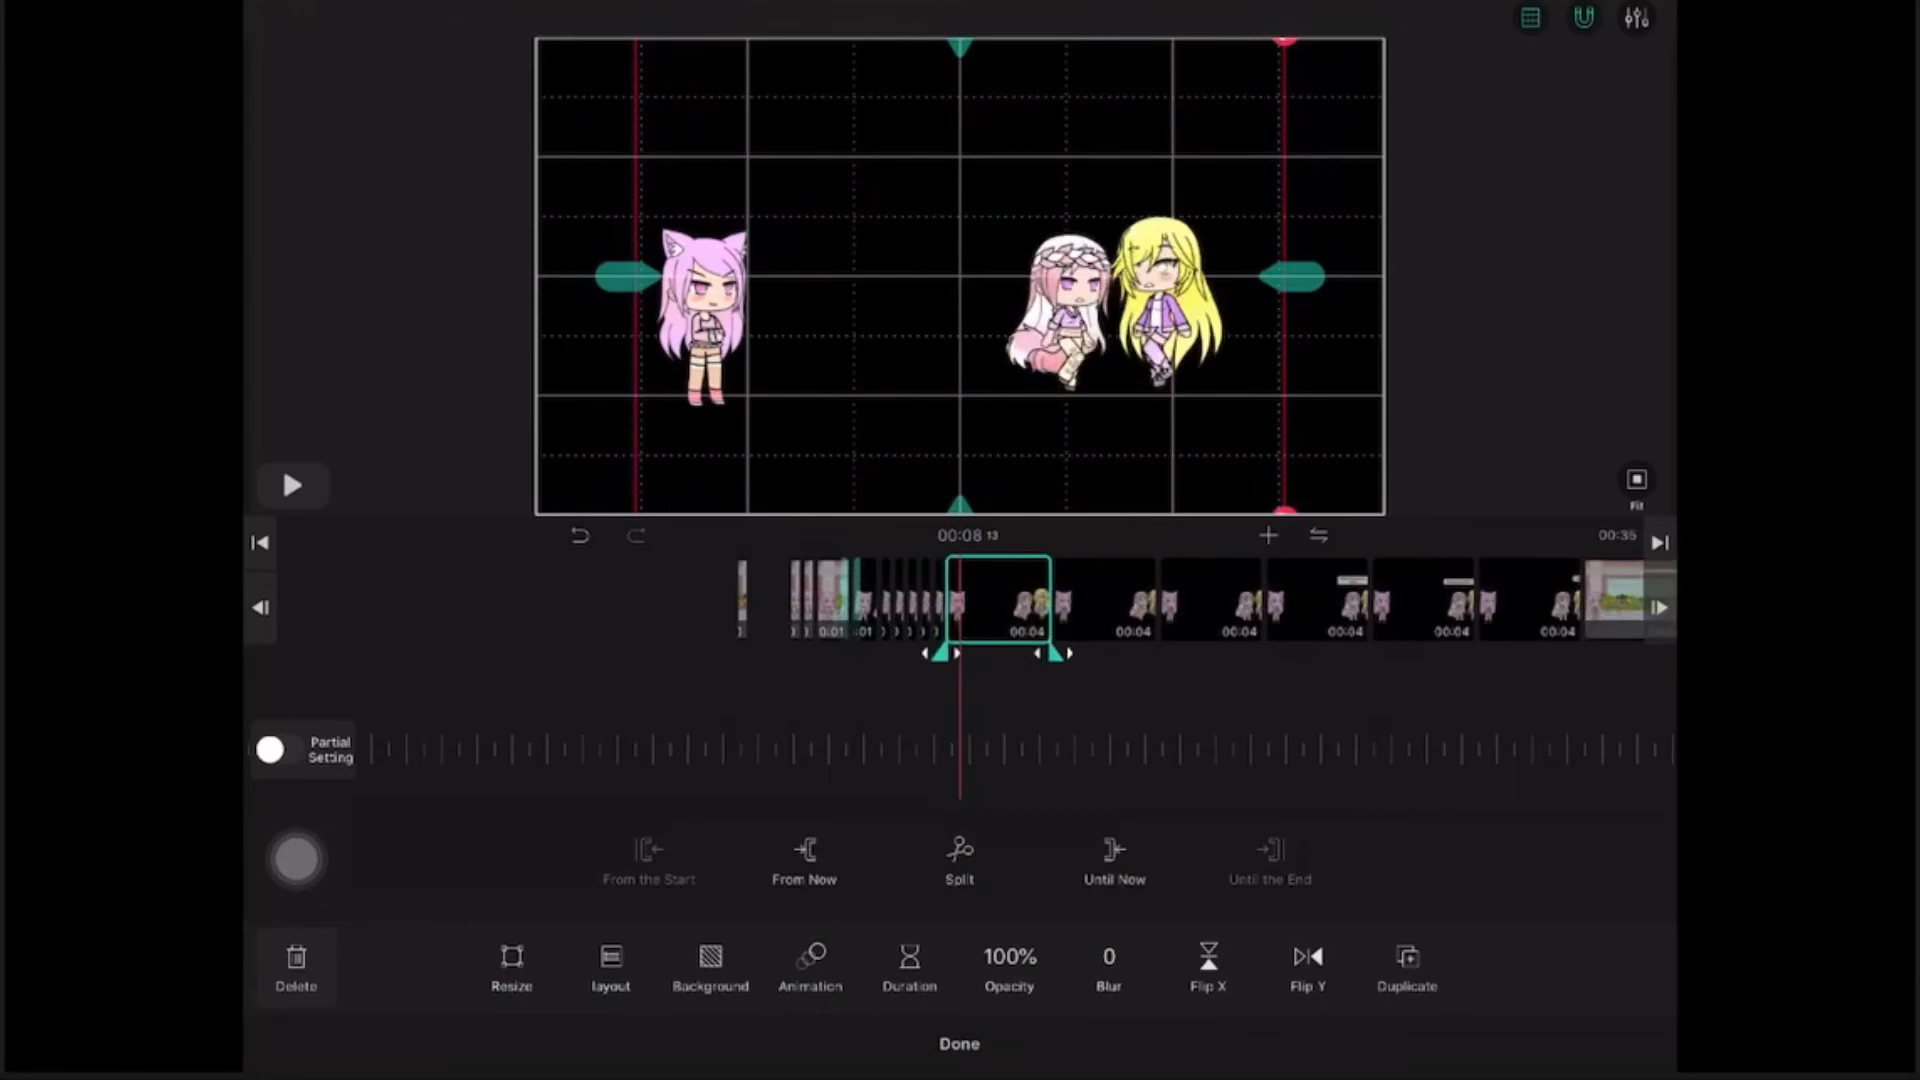 Fit
00:08 13
00:35
0:01
:01
00:04
00:04
00:04
00:04
00:04
00:04
Partial
Setting
From the Start
From Now
Split
Until Now
Until the End
Delete
Resize
layout
Background
Animation
Duration
100%
Opacity
0
Blur
Flip X
Flip Y
Duplicate
Done